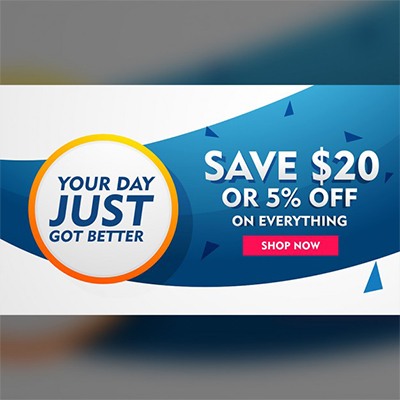 YOUR DAY
JUST
GOT BETTER
SAVE $20
OR 5% OFF
ON EVERYTHING
SHOP NOW